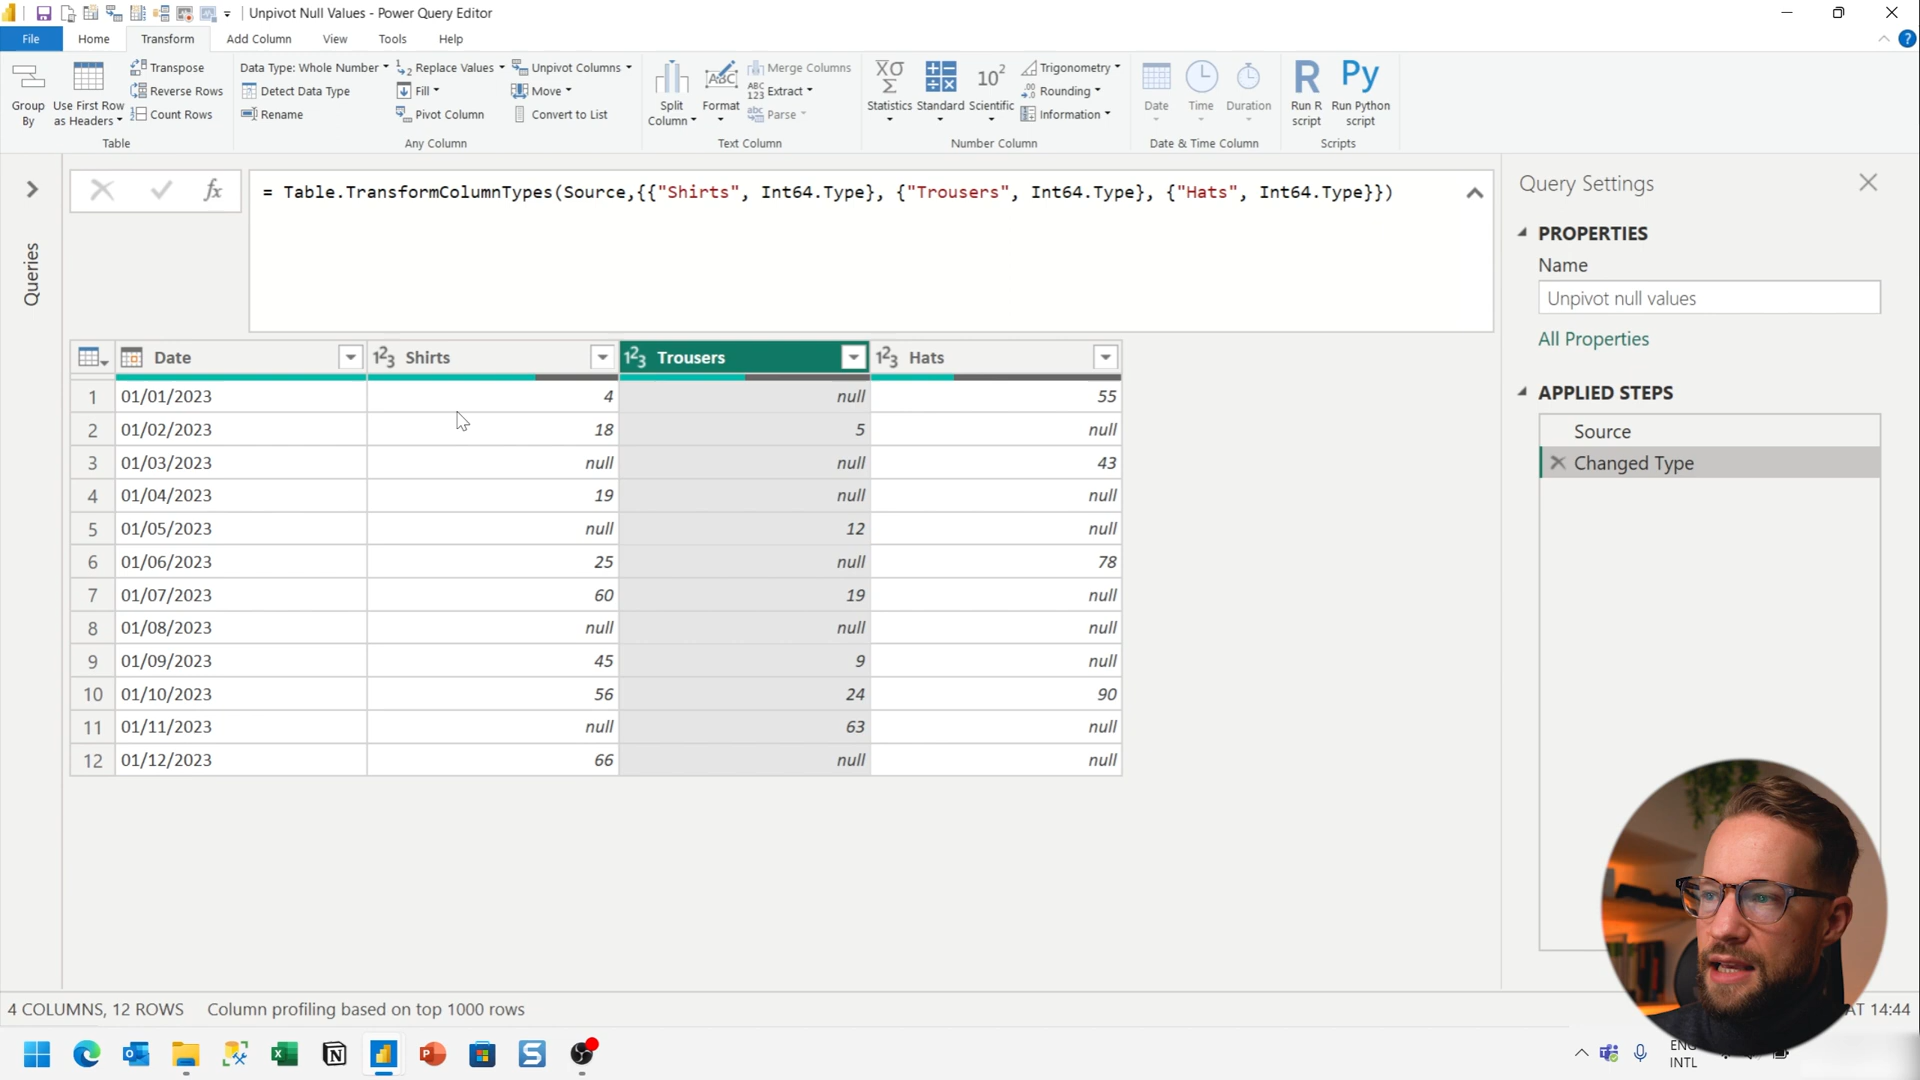 Unpivot Null Values - Power Query Editor
File
Home
Transform
Add Column
View
Tools
Help
Group By
Use First Row as Headers
Transpose
Reverse Rows
Count Rows
Table
Data Type: Whole Number
Detect Data Type
Rename
Replace Values
Fill
Pivot Column
Unpivot Columns
Move
Convert to List
Any Column
Split Column
Format
Merge Columns
Extract
Parse
Text Column
Statistics
Standard
Scientific
Trigonometry
Rounding
Information
Number Column
Date
Time
Duration
Date & Time Column
Run R script
Run Python script
Scripts
Queries
= Table.TransformColumnTypes(Source,{{"Shirts", Int64.Type}, {"Trousers", Int64.Type}, {"Hats", Int64.Type}})
Date Shirts Trousers Hats
1 01/01/2023 4 null 55
2 01/02/2023 18 5 null
3 01/03/2023 null null 43
4 01/04/2023 19 null null
5 01/05/2023 null 12 null
6 01/06/2023 25 null 78
7 01/07/2023 60 19 null
8 01/08/2023 null null null
9 01/09/2023 45 9 null
10 01/10/2023 56 24 90
11 01/11/2023 null 63 null
12 01/12/2023 66 null null
Query Settings
PROPERTIES
Name
Unpivot null values
All Properties
APPLIED STEPS
Source
Changed Type
4 COLUMNS, 12 ROWS
Column profiling based on top 1000 rows
AT 14:44
INTL